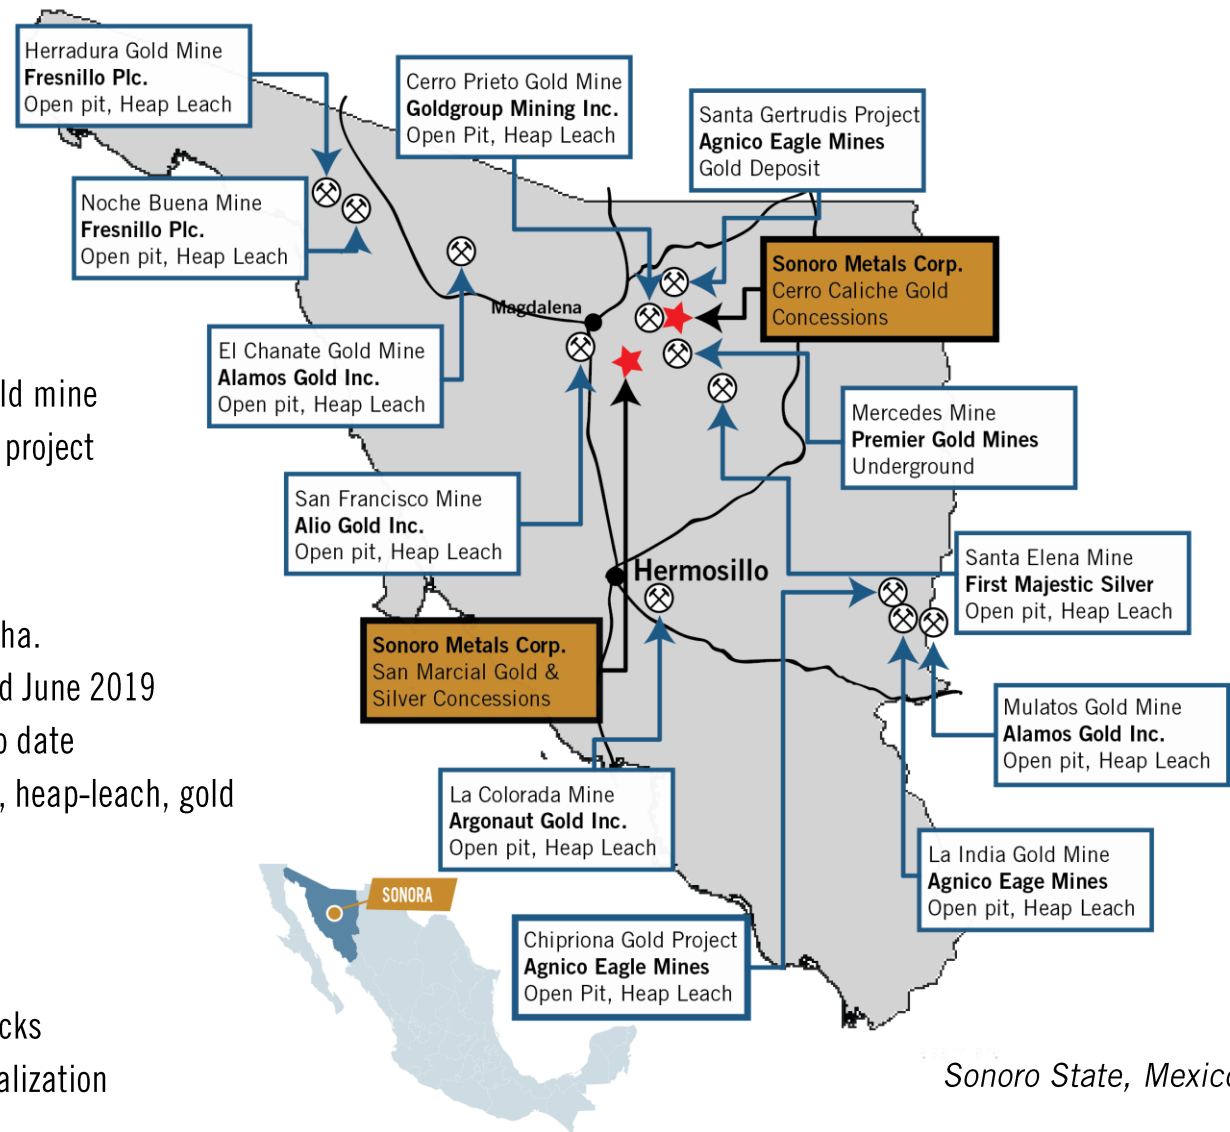 Herradura Gold Mine
Fresnillo Plc.
Open pit, Heap Leach
Cerro Prieto Gold Mine
Goldgroup Mining Inc.
Open Pit, Heap Leach
Santa Gertrudis Project
Agnico Eagle Mines
Gold Deposit
Noche Buena Mine
Fresnillo Plc.
Open pit, Heap Leach
Sonoro Metals Corp.
Cerro Caliche Gold
Concessions
Magdalena
El Chanate Gold Mine
Alamos Gold Inc.
Open pit, Heap Leach
ld mine
project
Mercedes Mine
Premier Gold Mines
Underground
San Francisco Mine
Alio Gold Inc.
Open pit, Heap Leach
Hermosillo
Santa Elena Mine
First Majestic Silver
Open pit, Heap Leach
ha.
d June 2019
o date
, heap-leach, gold
Sonoro Metals Corp.
San Marcial Gold &
Silver Concessions
Mulatos Gold Mine
Alamos Gold Inc.
Open pit, Heap Leach
La Colorada Mine
Argonaut Gold Inc.
Open pit, Heap Leach
La India Gold Mine
Agnico Eage Mines
Open pit, Heap Leach
SONORA
Chipriona Gold Project
Agnico Eagle Mines
Open Pit, Heap Leach
cks
alization
Sonoro State, Mexico